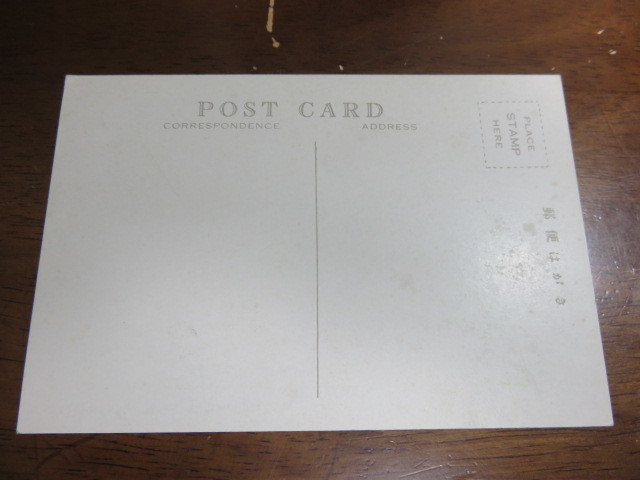 POST CARD
CORRESPONDENCE
ADDRESS
PLACE
STAMP
HERE
郵便はがき